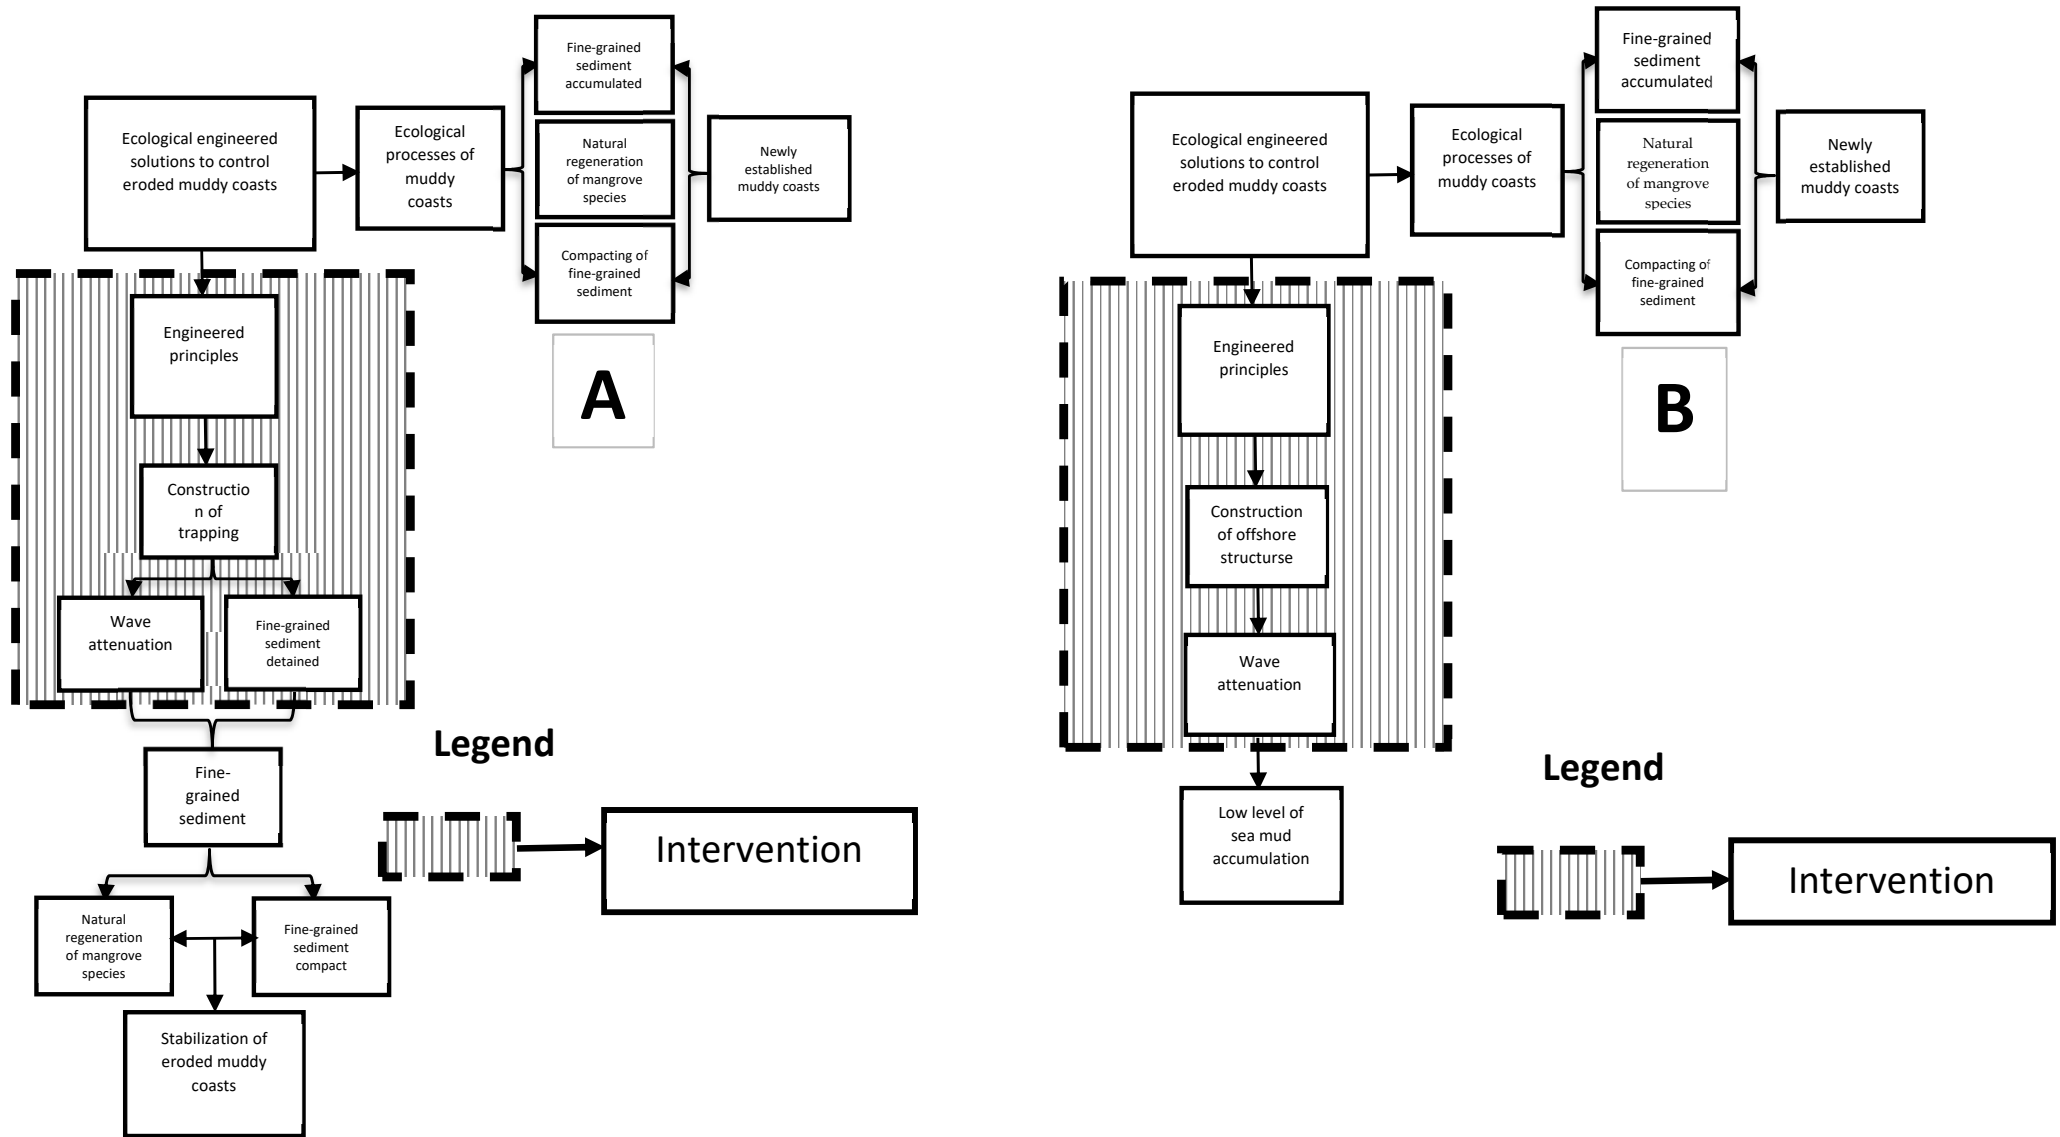 Ecological engineered
solutions to control
eroded muddy coasts
Ecological
processes of
muddy
coasts
Fine-grained
sediment
accumulated
Natural
regeneration
of mangrove
species
Compacting of
fine-grained
sediment
Newly
established
muddy coasts
A
Engineered
principles
Constructio
n of
trapping
Wave
attenuation
Fine-grained
sediment
detained
Fine-
grained
sediment
Natural
regeneration
of mangrove
species
Fine-grained
sediment
compact
Stabilization of
eroded muddy
coasts
Legend
Intervention
Ecological engineered
solutions to control
eroded muddy coasts
Ecological
processes of
muddy coasts
Fine-grained
sediment
accumulated
Natural
regeneration
of mangrove
species
Compacting of
fine-grained
sediment
Newly
established
muddy coasts
B
Engineered
principles
Construction
of offshore
structurse
Wave
attenuation
Low level of
sea mud
accumulation
Legend
Intervention